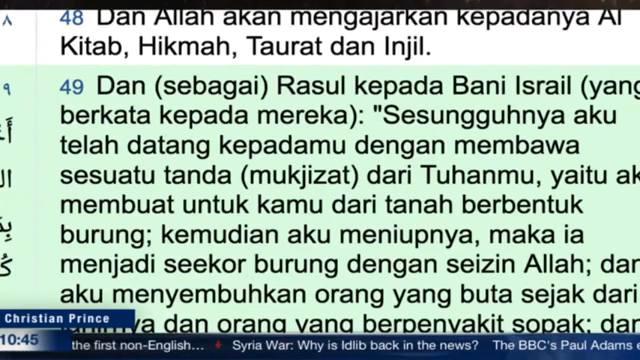 48 Dan Allah akan mengajarkan kepadanya Al
Kitab, Hikmah, Taurat dan Injil.
49 Dan (sebagai) Rasul kepada Bani Israil (yang
berkata kepada mereka): "Sesungguhnya aku
telah datang kepadamu dengan membawa
sesuatu tanda (mukjizat) dari Tuhanmu, yaitu ak
membuat untuk kamu dari tanah berbentuk
burung; kemudian aku meniupnya, maka ia
menjadi seekor burung dengan seizin Allah; dan
aku menyembuhkan orang yang buta sejak dari
dan orang yang berpenyakit sopak; dan
Christian Prince
10:45
the first non-English... Syria War: Why is Idlib back in the news? The BBC's Paul Adams